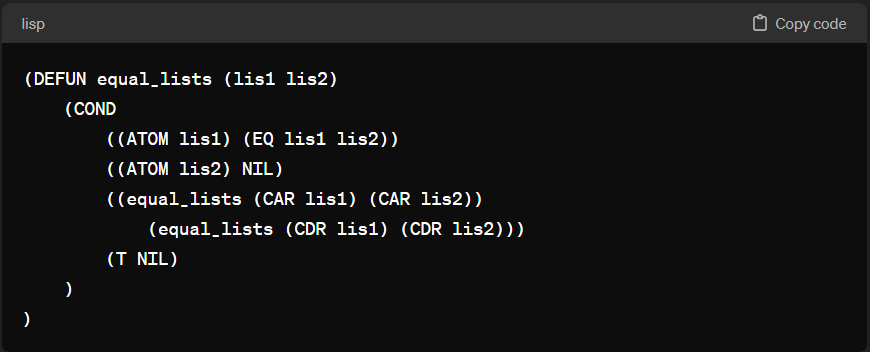 lisp
Copy code
(DEFUN equal_lists (lis1 lis2)
(COND
((ATOM lis1) (EQ lis1 lis2))
((ATOM lis2) NIL)
((equal_lists (CAR lis1) (CAR lis2))
(equal_lists (CDR lis1) (CDR lis2)))
(T NIL)
)
)